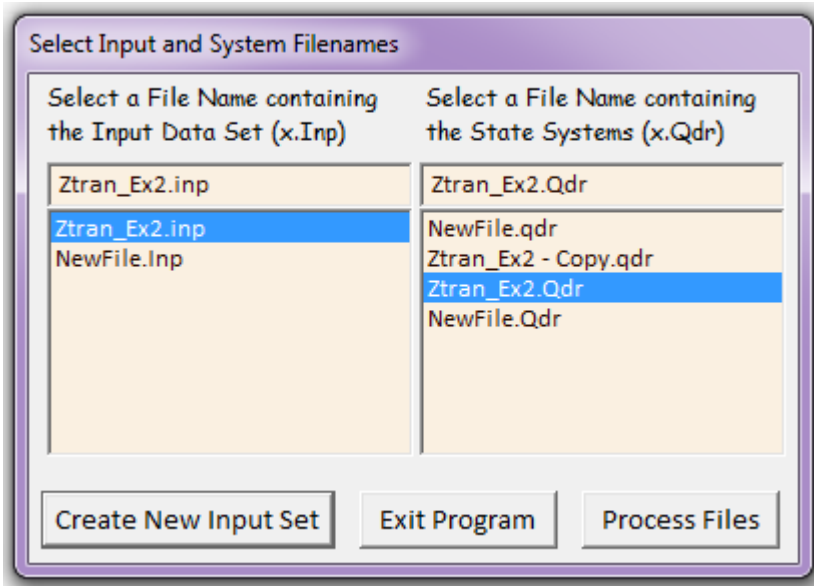 Select Input and System Filenames
Select a File Name containing
the Input Data Set (x.Inp)
Ztran_Ex2.inp
Ztran_Ex2.inp
NewFile.Inp
Select a File Name containing
the State Systems (x.Qdr)
Ztran_Ex2.Qdr
NewFile.qdr
Ztran_Ex2 - Copy.qdr
Ztran_Ex2.Qdr
NewFile.Qdr
Create New Input Set
Exit Program
Process Files